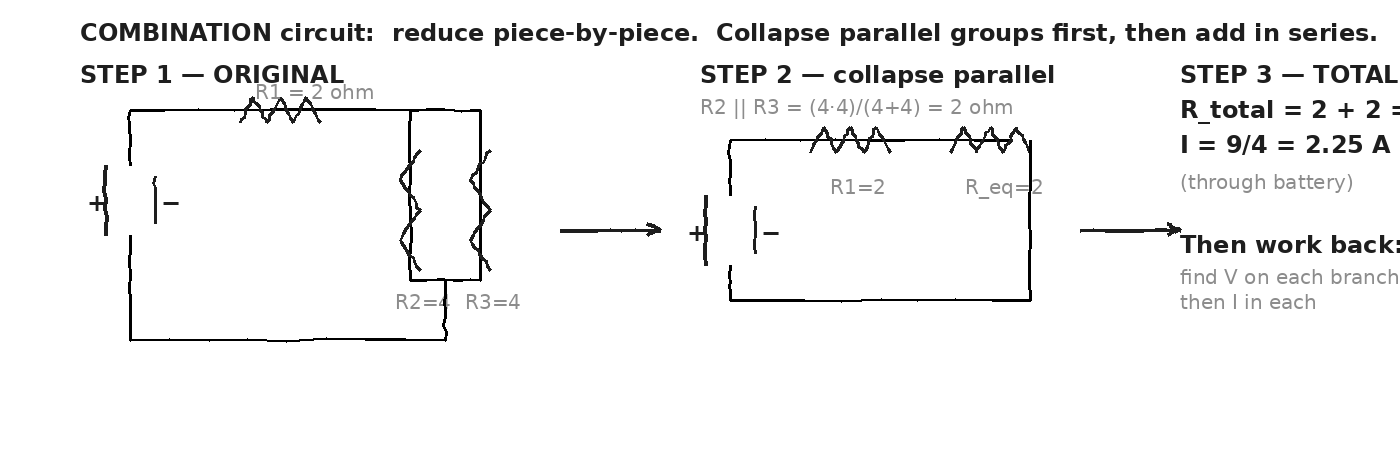 COMBINATION circuit:  reduce piece-by-piece.  Collapse parallel groups first, then add in series.
STEP 1 — ORIGINAL
R1 = 2 ohm
+
–
R2=4
R3=4
STEP 2 — collapse parallel
R2 || R3 = (4·4)/(4+4) = 2 ohm
R1=2
R_eq=2
+
–
STEP 3 — TOTAL
R_total = 2 + 2 =
I = 9/4 = 2.25 A
(through battery)
Then work back:
find V on each branch
then I in each